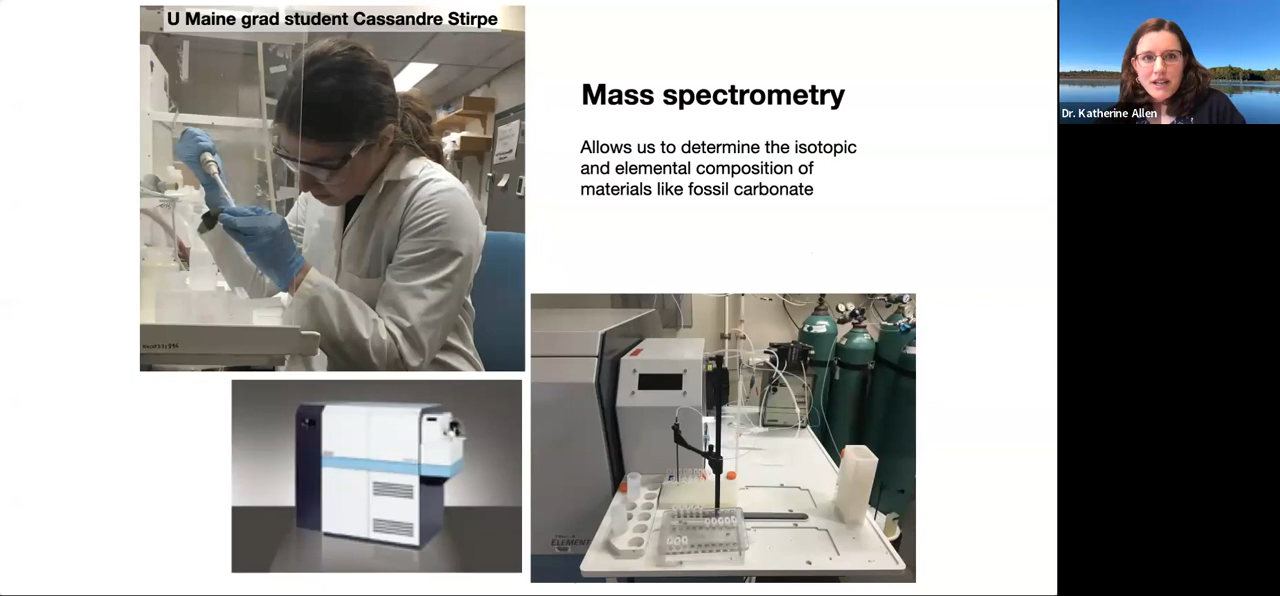 U Maine grad student Cassandre Stirpe
Mass spectrometry
Allows us to determine the isotopic
and elemental composition of
materials like fossil carbonate
Dr. Katherine Allen
ELEMENT